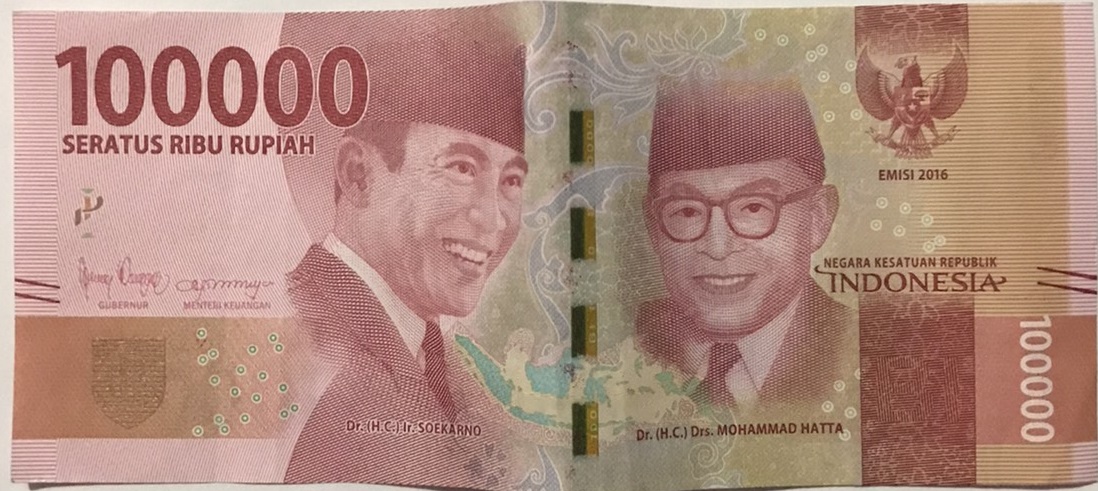 100000
SERATUS RIBU RUPIAH
EMISI 2016
NEGARA KESATUAN REPUBLIK
INDONESIA
GUBERNUR
MENTERI KEUANGAN
100000
Dr. (H.C.) Ir. SOEKARNO
Dr. (H.C.) Drs. MOHAMMAD HATTA